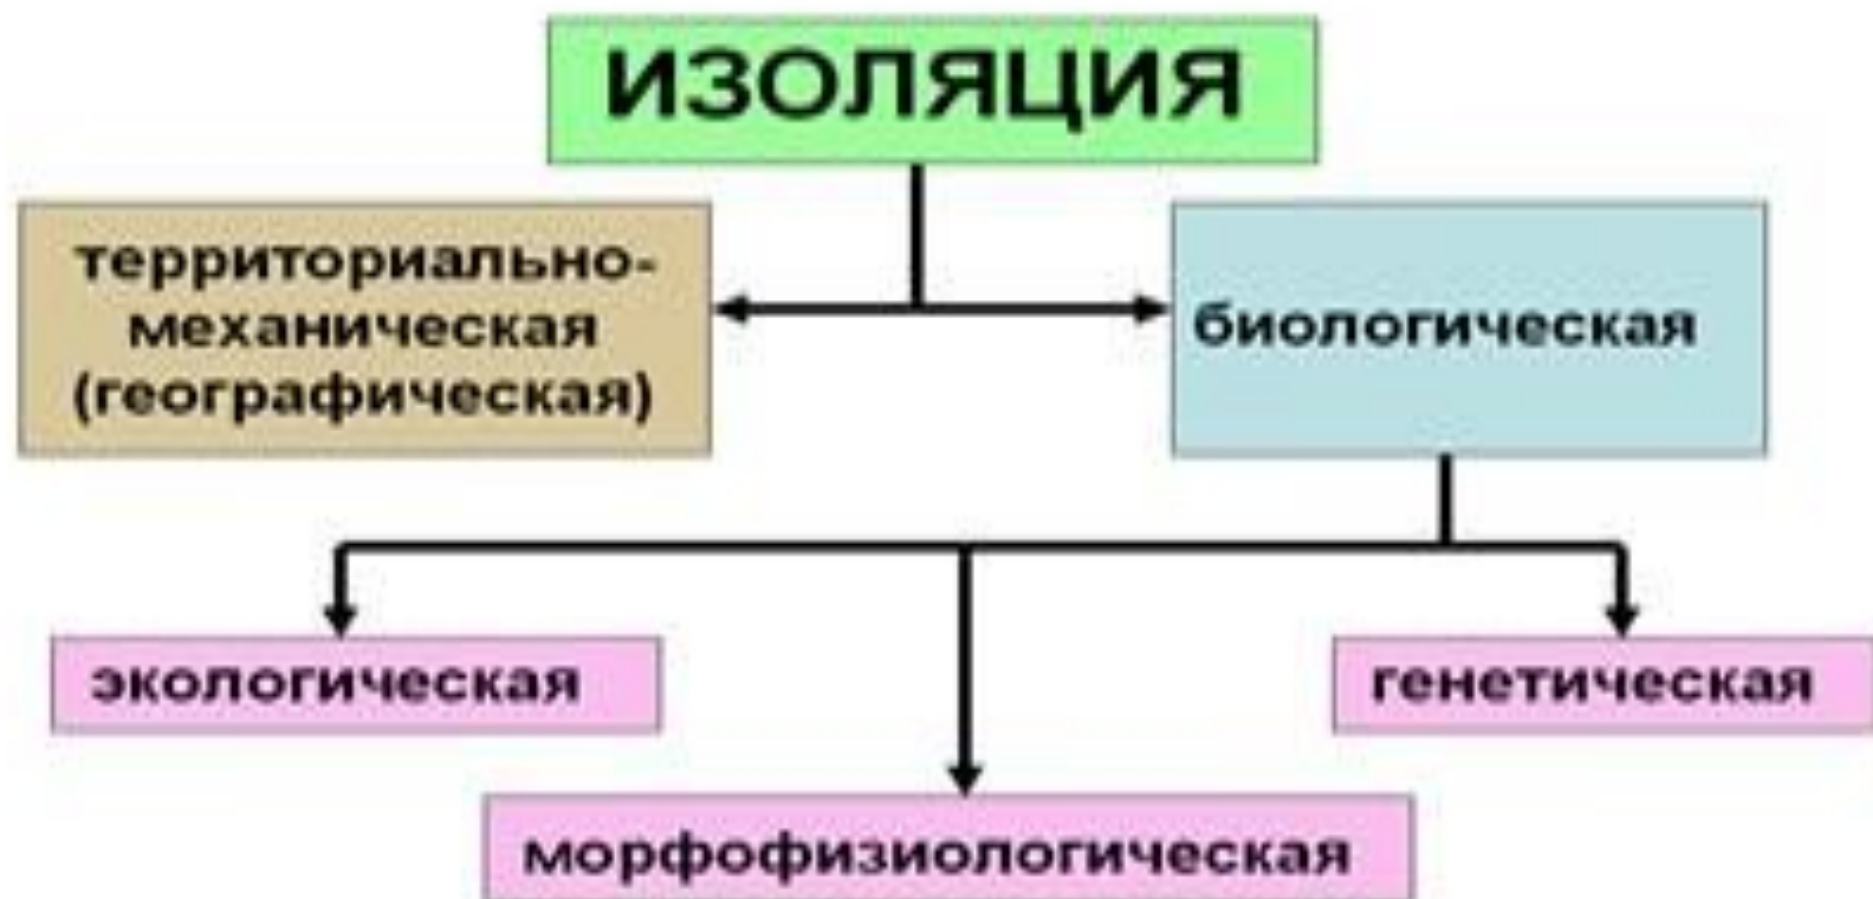 ИЗОЛЯЦИЯ
территориально-
механическая
(географическая)
биологическая
экологическая
генетическая
морфофизиологическая